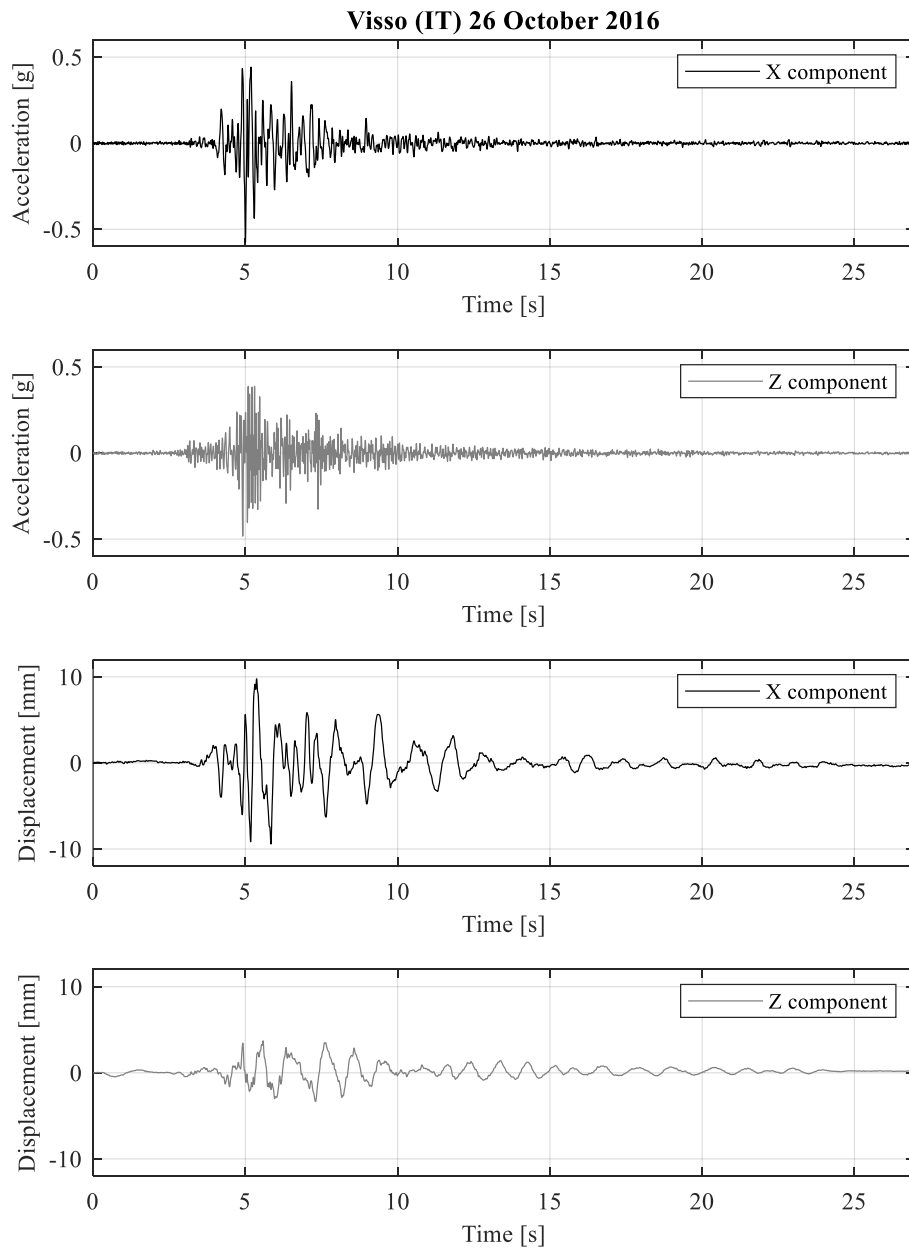 Visso (IT) 26 October 2016
Acceleration [g]
0.5
0
-0.5
X component
0 5 10 15 20 25
Time [s]
Acceleration [g]
0.5
0
-0.5
Z component
0 5 10 15 20 25
Time [s]
Displacement [mm]
10
0
-10
X component
0 5 10 15 20 25
Time [s]
Displacement [mm]
10
0
-10
Z component
0 5 10 15 20 25
Time [s]